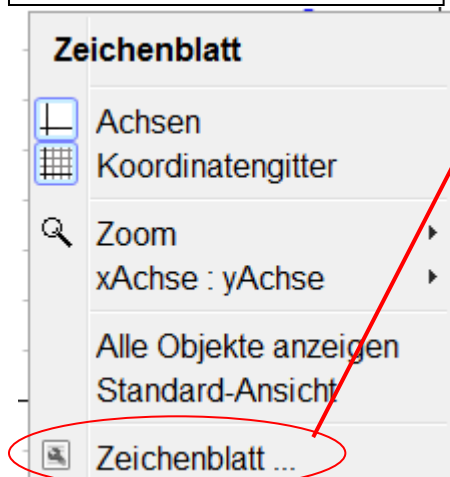 Zeichenblatt
Achsen
Koordinatengitter
Zoom
xAchse : yAchse
Alle Objekte anzeigen
Standard-Ansicht
Zeichenblatt ...